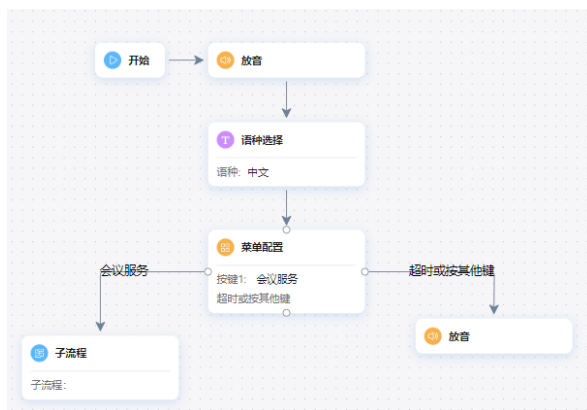 开始
放音
语种选择
语种: 中文
菜单配置
会议服务
按键1: 会议服务
超时或按其他键
超时或按其他键
放音
子流程
子流程: